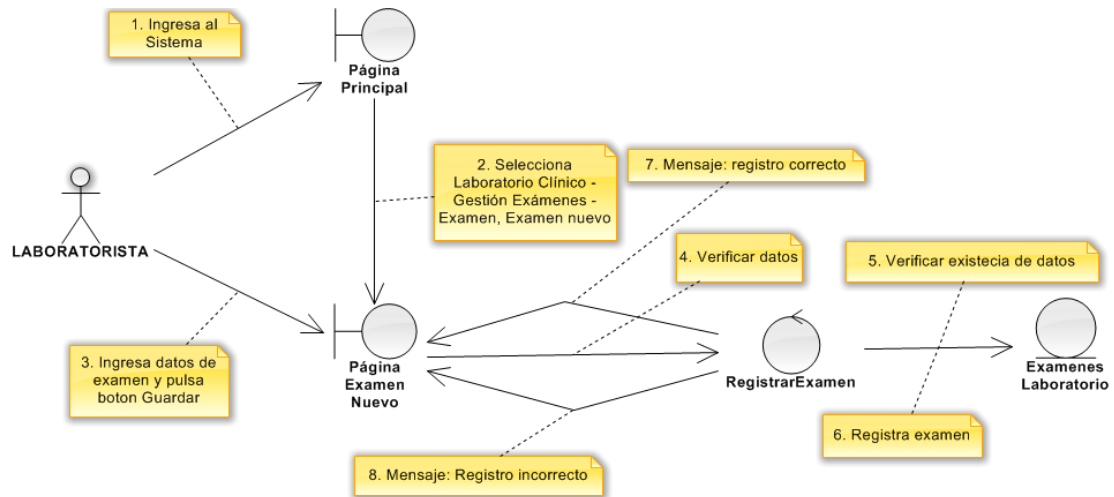 1. Ingresa al
Sistema
Página
Principal
2. Selecciona
Laboratorio Clínico -
Gestión Exámenes -
Examen, Examen nuevo
7. Mensaje: registro correcto
4. Verificar datos
5. Verificar existecia de datos
LABORATORISTA
3. Ingresa datos de
examen y pulsa
boton Guardar
Página
Examen
Nuevo
RegistrarExamen
Examenes
Laboratorio
6. Registra examen
8. Mensaje: Registro incorrecto